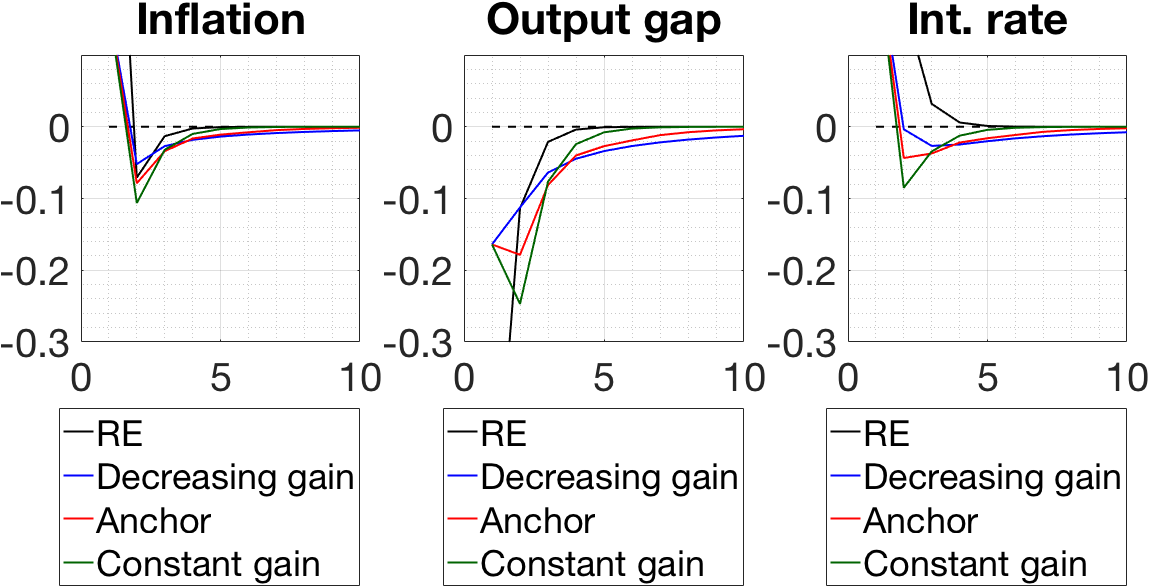 Inflation
Output gap
Int. rate
0
-0.1
-0.2
-0.3
0
5
10
0
-0.1
-0.2
-0.3
0
5
10
0
-0.1
-0.2
-0.3
0
5
10
RE
Decreasing gain
Anchor
Constant gain
RE
Decreasing gain
Anchor
Constant gain
RE
Decreasing gain
Anchor
Constant gain